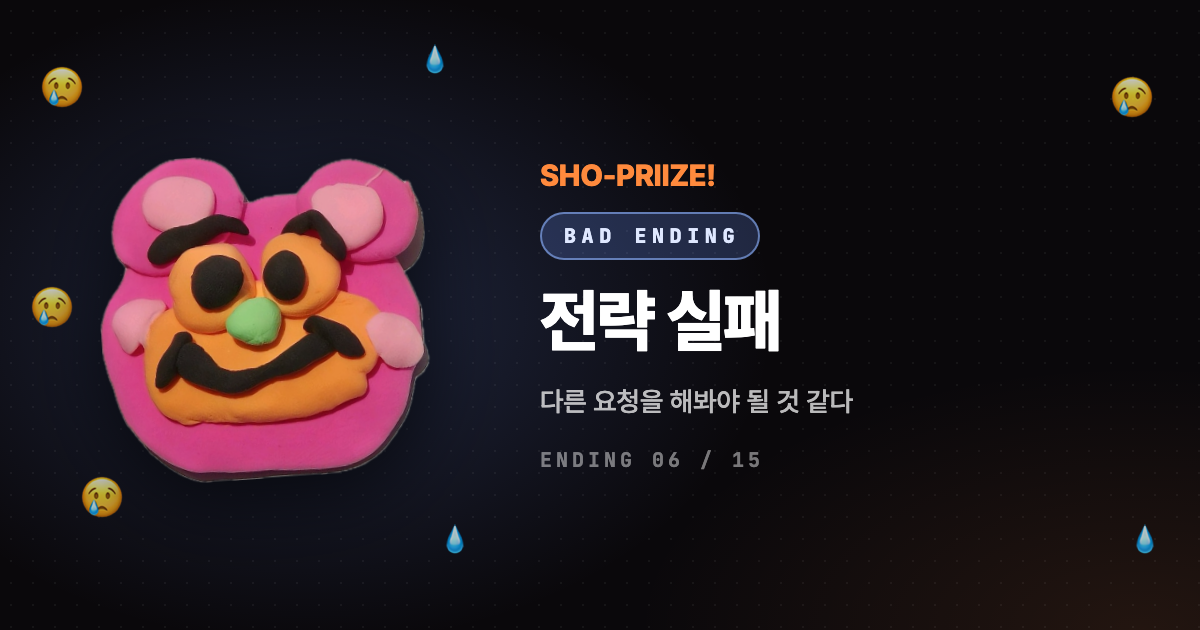 SHO-PRIIZE!
BAD ENDING
전략 실패
다른 요청을 해봐야 될 것 같다
ENDING 06 / 15